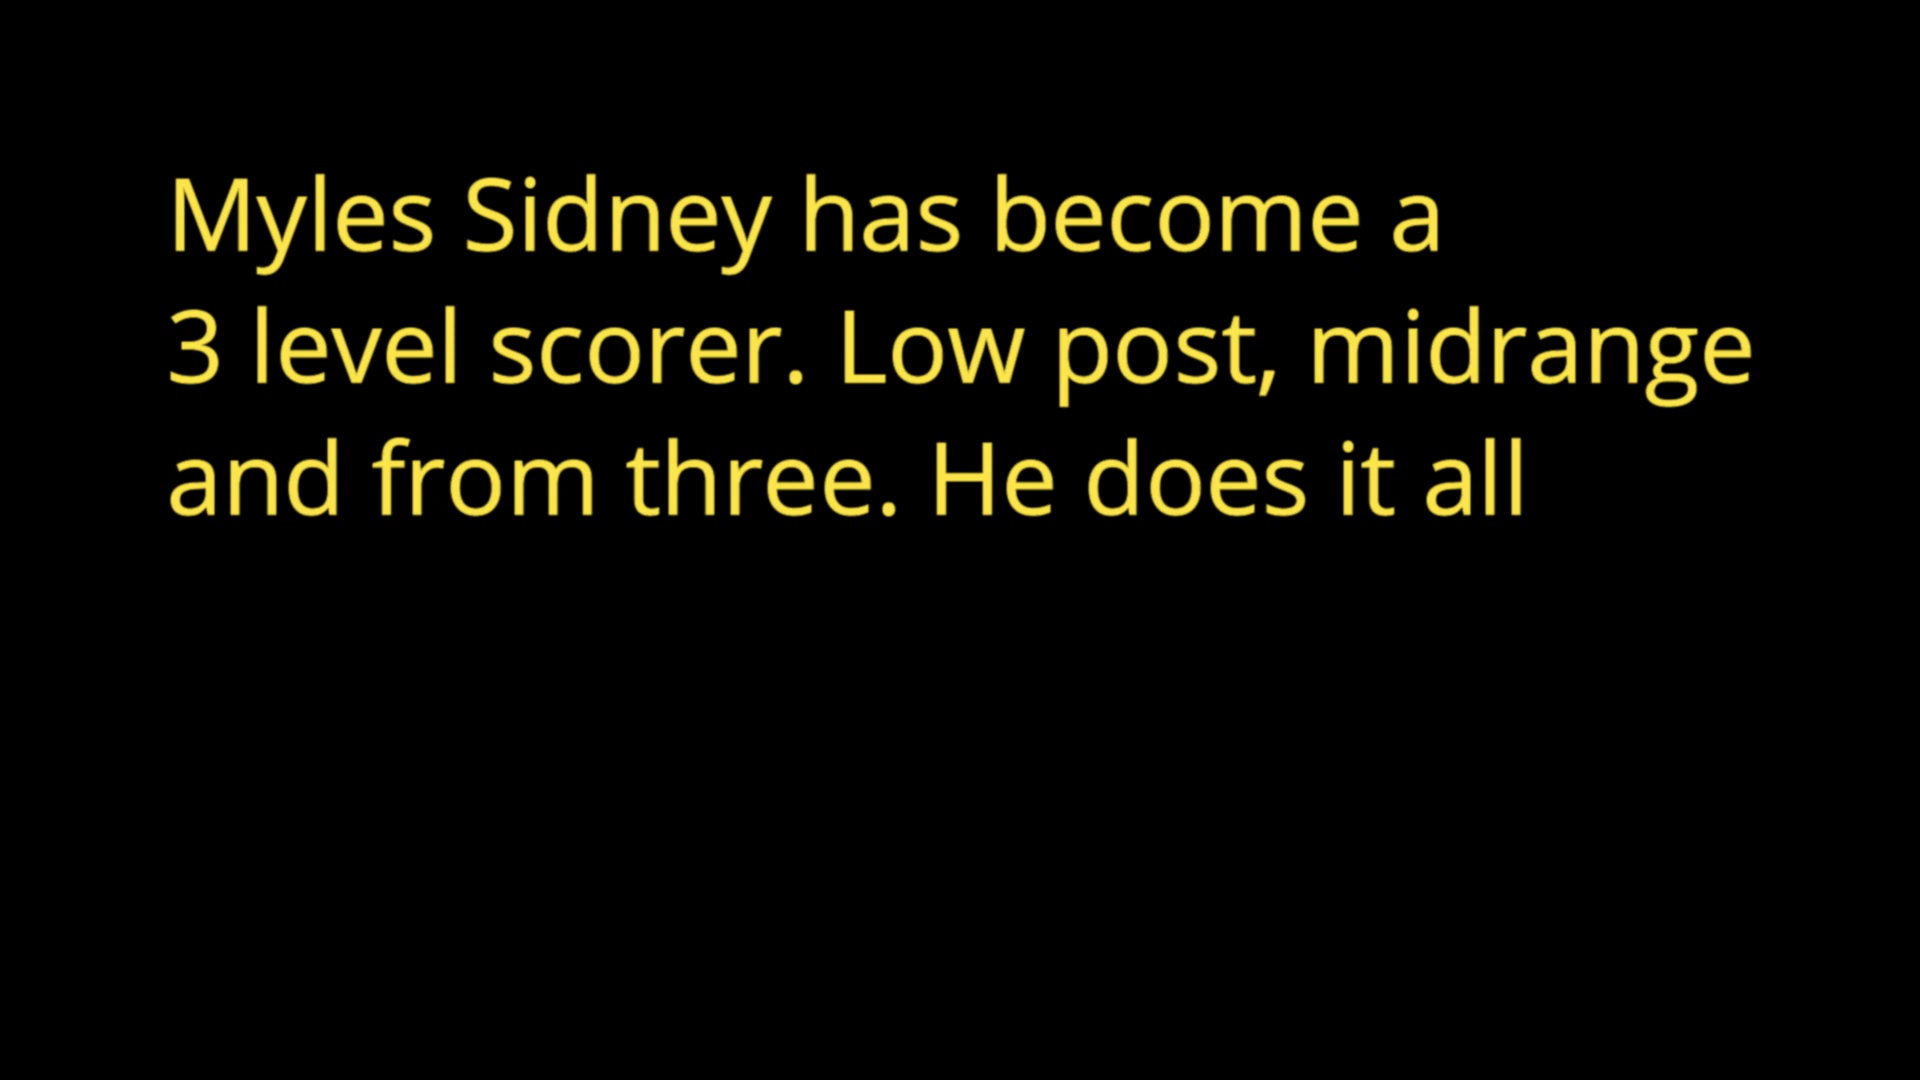 Myles Sidney has become a
3 level scorer. Low post, midrange
and from three. He does it all